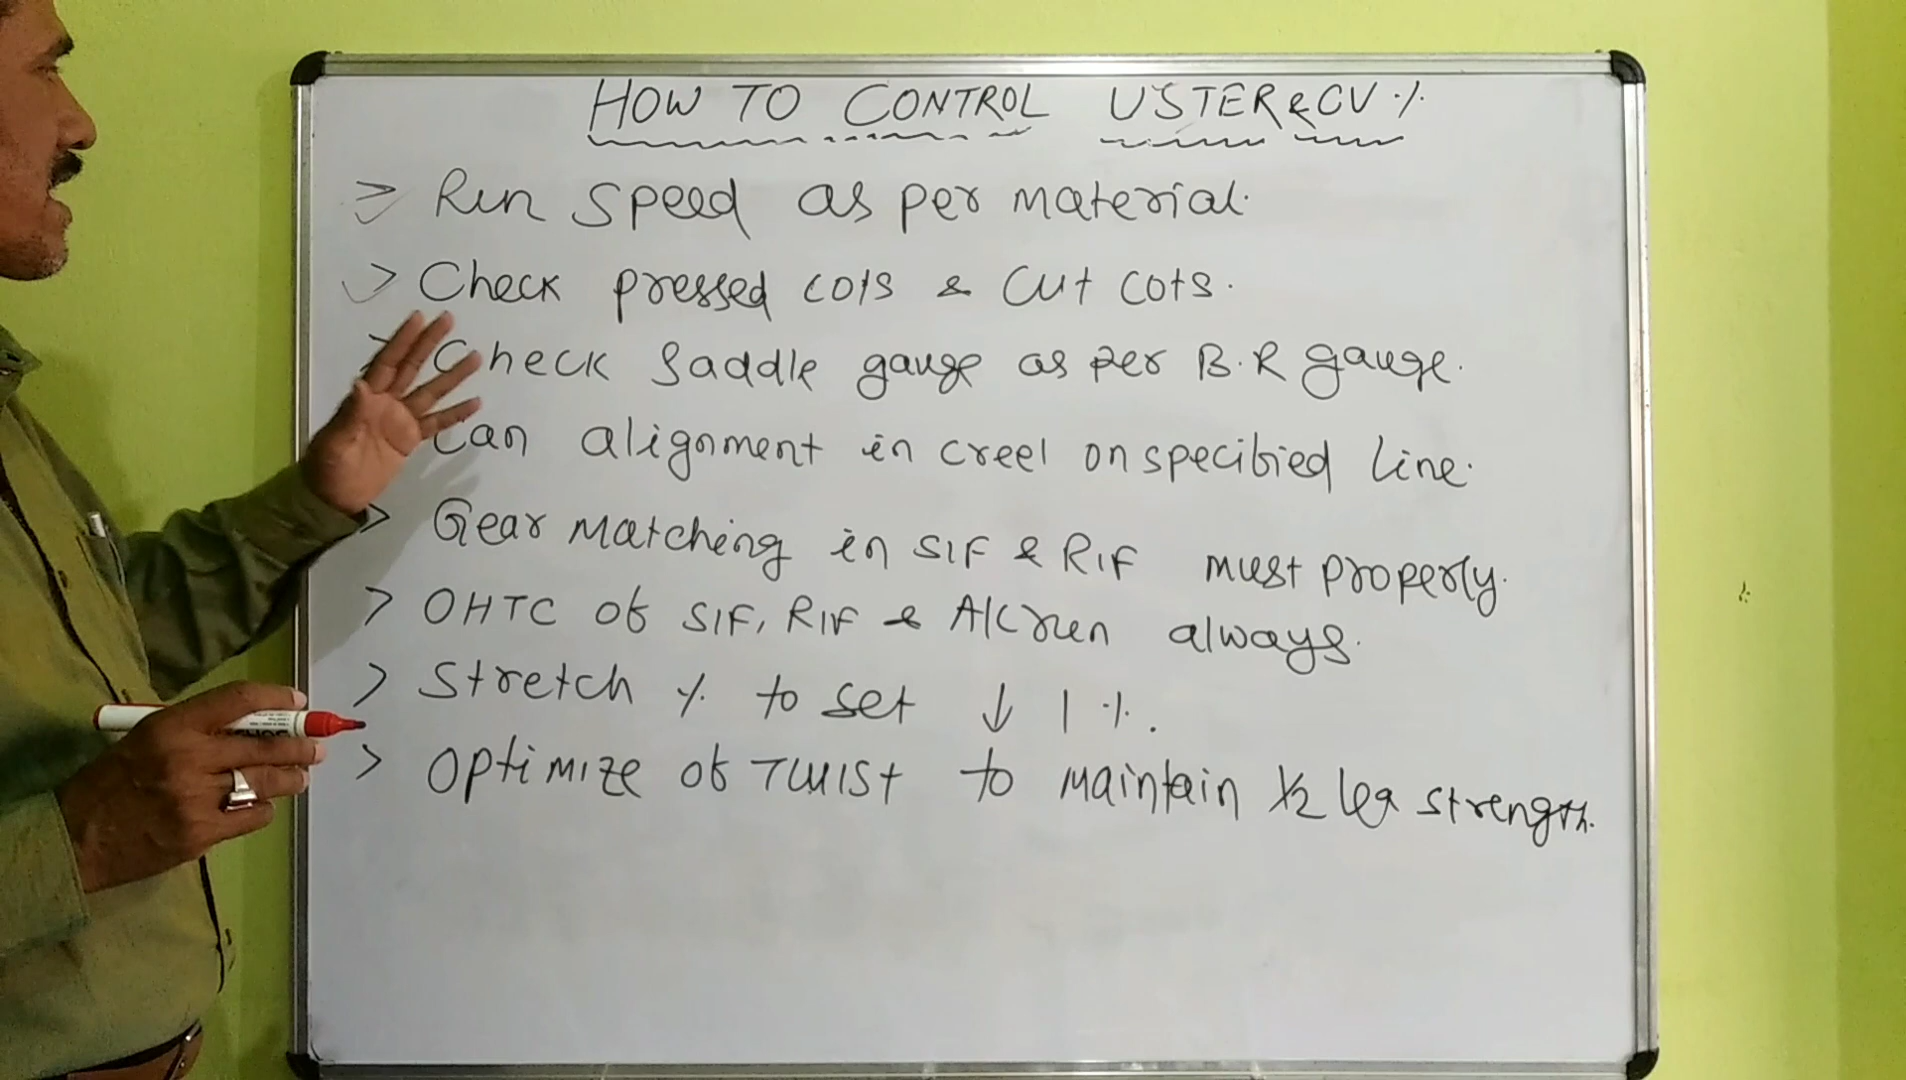 HOW TO CONTROL USTER & CV %
> Run speed as per material.
> Check pressed cots & cut cots.
> Check Saddle gauge as per B.R gauge.
Can alignment in creel on specified line.
> Gear Matching in SIF & RIF must properly.
> OHTC of SIF, RIF & A/C run always.
> Stretch % to set ↓ 1 %.
> Optimize of TWIST to maintain 1/2 lea strength.